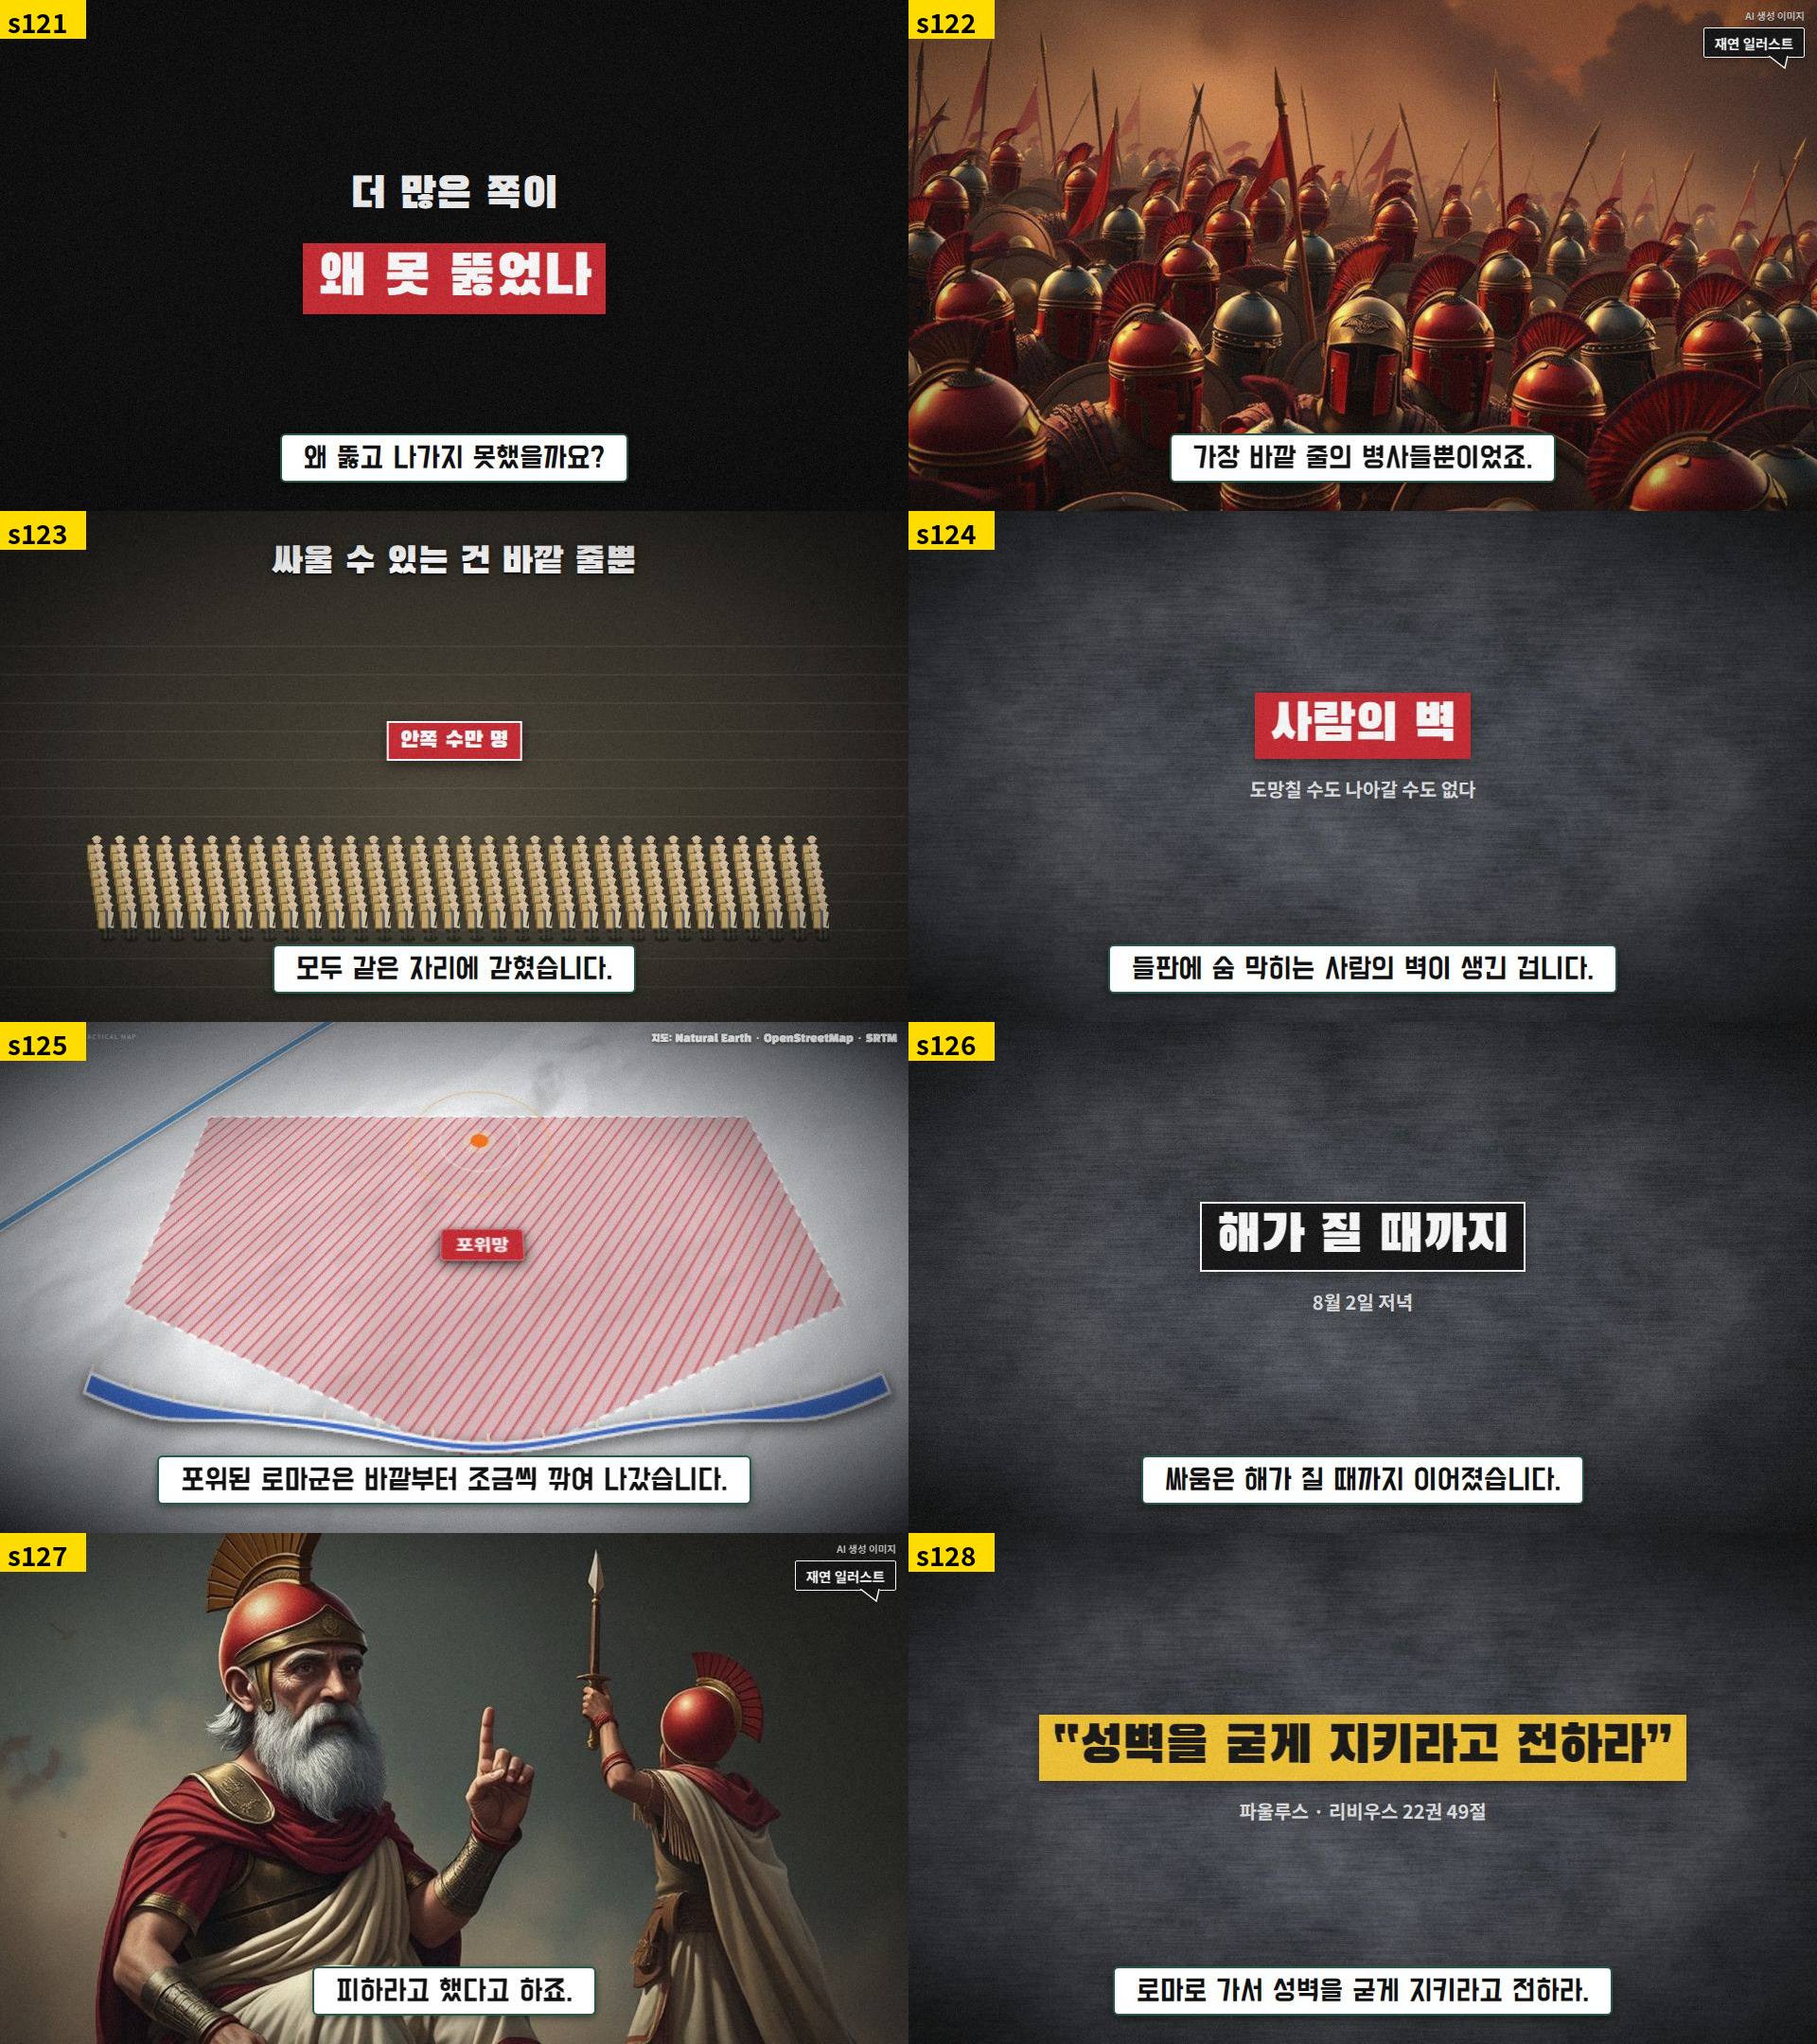 s121
더 많은 쪽이
왜 못 뚫었나
왜 뚫고 나가지 못했을까요?
s122
AI 생성 이미지
재연 일러스트
가장 바깥 줄의 병사들뿐이었죠.
s123
싸울 수 있는 건 바깥 줄뿐
안쪽 수만 명
모두 같은 자리에 갇혔습니다.
s124
사람의 벽
도망칠 수도 나아갈 수도 없다
들판에 숨 막히는 사람의 벽이 생긴 겁니다.
s125
ACTICAL MAP
지도: Natural Earth · OpenStreetMap · SRTM
포위망
포위된 로마군은 바깥부터 조금씩 깎여 나갔습니다.
s126
해가 질 때까지
8월 2일 저녁
싸움은 해가 질 때까지 이어졌습니다.
s127
AI 생성 이미지
재연 일러스트
피하라고 했다고 하죠.
s128
“성벽을 굳게 지키라고 전하라”
파울루스 · 리비우스 22권 49절
로마로 가서 성벽을 굳게 지키라고 전하라.